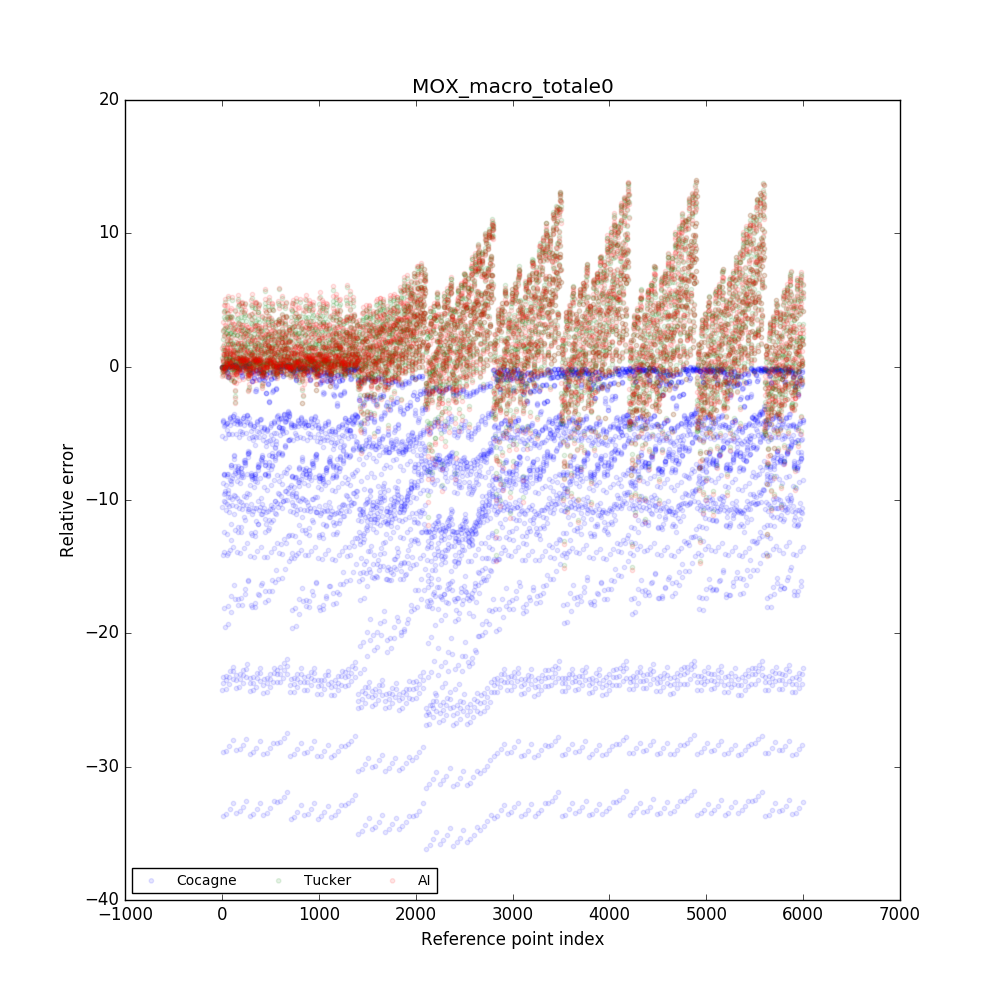 MOX_macro_totale0
20
10
0
−10
−20
−30
−40
Relative error
Cocagne Tucker AI
−1000 0 1000 2000 3000 4000 5000 6000 7000
Reference point index